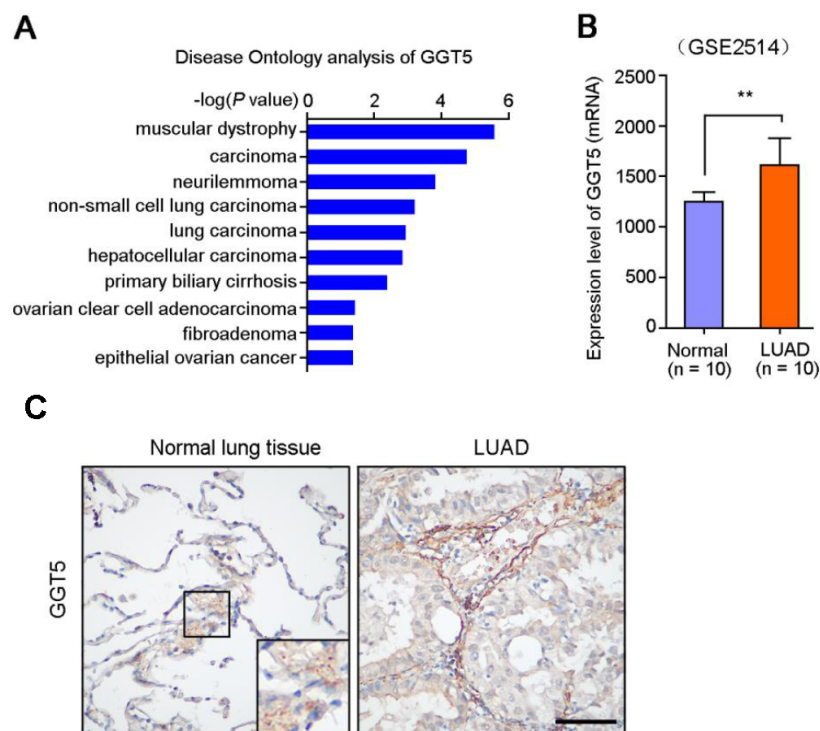 A
Disease Ontology analysis of GGT5
-log(P value) 0 2 4 6
muscular dystrophy
carcinoma
neurilemmoma
non-small cell lung carcinoma
lung carcinoma
hepatocellular carcinoma
primary biliary cirrhosis
ovarian clear cell adenocarcinoma
fibroadenoma
epithelial ovarian cancer
B
（GSE2514）
Expression level of GGT5 (mRNA)
2500
2000
1500
1000
500
0
**
Normal
(n = 10)
LUAD
(n = 10)
C
Normal lung tissue
LUAD
GGT5